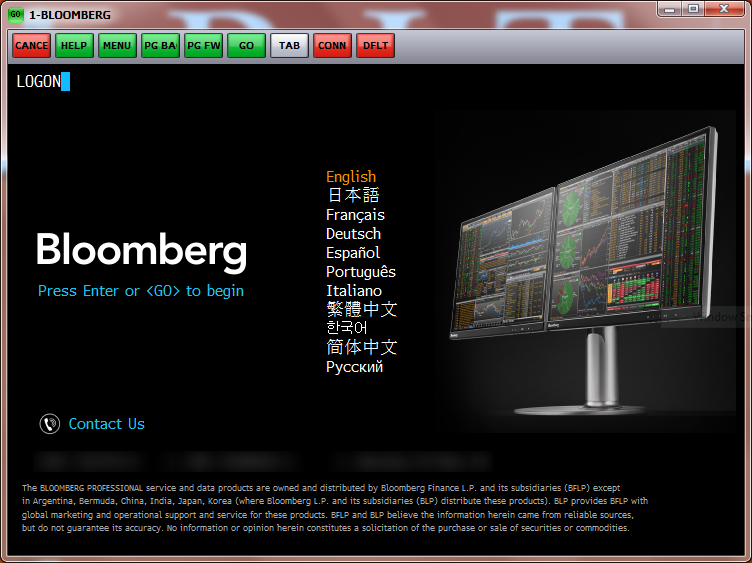 1-BLOOMBERG
CANCE HELP MENU PG BA PG FW GO TAB CONN DFLT
LOGON
English
日本語
Français
Deutsch
Español
Português
Italiano
繁體中文
한국어
简体中文
Русский
Bloomberg
Press Enter or <GO> to begin
Contact Us
The BLOOMBERG PROFESSIONAL service and data products are owned and distributed by Bloomberg Finance L.P. and its subsidiaries (BFLP) except
in Argentina, Bermuda, China, India, Japan, Korea (where Bloomberg L.P. and its subsidiaries (BLP) distribute these products). BLP provides BFLP with
global marketing and operational support and service for these products. BFLP and BLP believe the information herein came from reliable sources,
but do not guarantee its accuracy. No information or opinion herein constitutes a solicitation of the purchase or sale of securities or commodities.